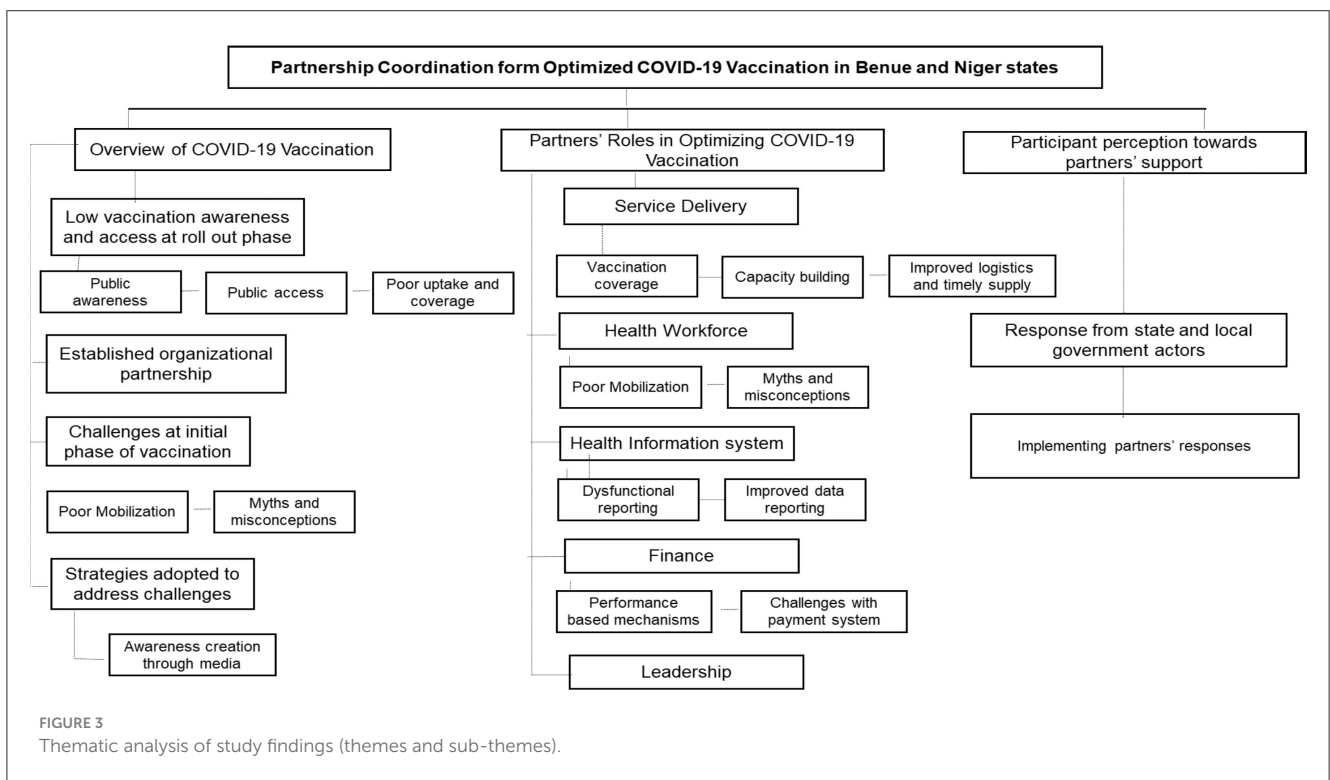 Partnership Coordination form Optimized COVID-19 Vaccination in Benue and Niger states
Overview of COVID-19 Vaccination
Low vaccination awareness
and access at roll out phase
Public
awareness
Public access
Poor uptake and
coverage
Established organizational
partnership
Challenges at initial
phase of vaccination
Poor Mobilization
Myths and
misconceptions
Strategies adopted to
address challenges
Awareness creation
through media
Partners' Roles in Optimizing COVID-19
Vaccination
Service Delivery
Vaccination
coverage
Capacity building
Improved logistics
and timely supply
Health Workforce
Poor Mobilization
Myths and
misconceptions
Health Information system
Dysfunctional
reporting
Improved data
reporting
Finance
Performance
based mechanisms
Challenges with
payment system
Leadership
Participant perception towards
partners' support
Response from state and local
government actors
Implementing partners' responses
FIGURE 3
Thematic analysis of study findings (themes and sub-themes).